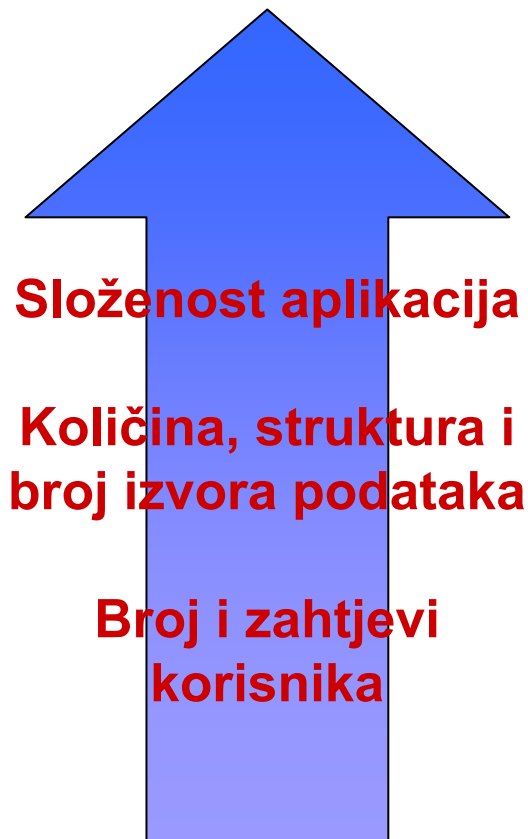 Složenost aplikacija
Količina, struktura i
broj izvora podataka
Broj i zahtjevi
korisnika